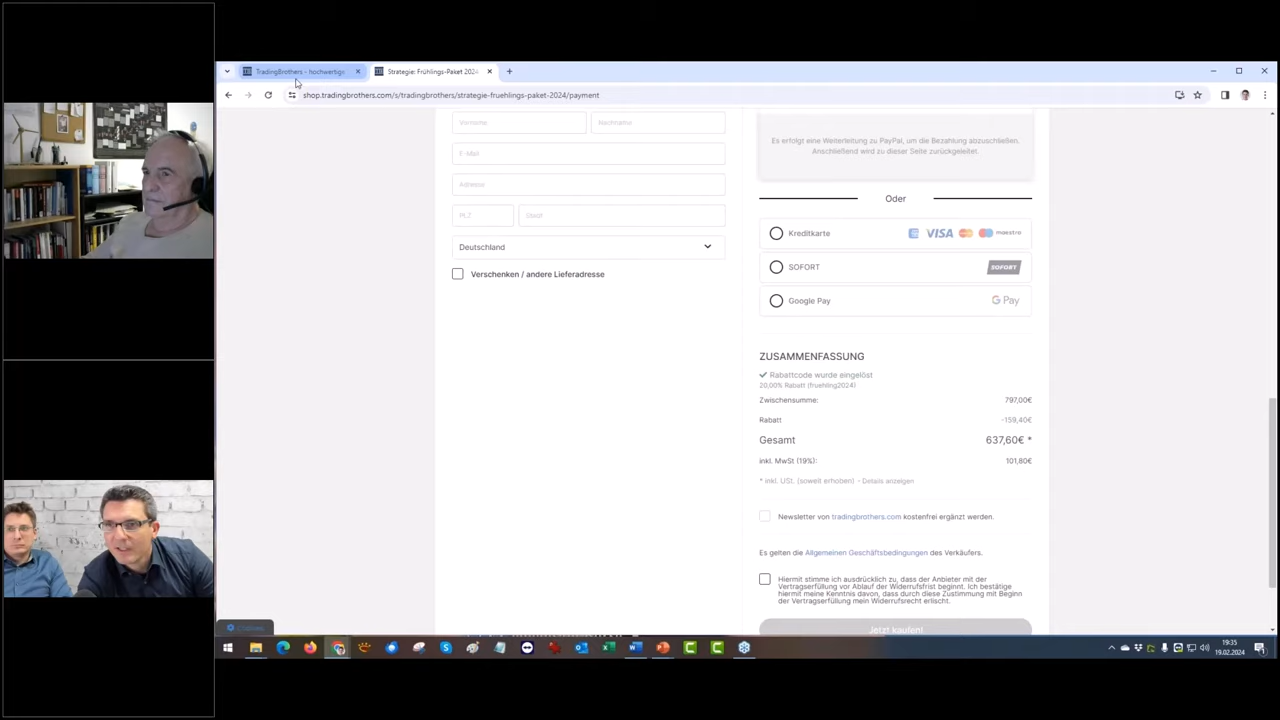 TradingBrothers - hochwertige
Strategie: Frühlings-Paket 2024
shop.tradingbrothers.com/s/tradingbrothers/strategie-fruehlings-paket-2024/payment
Vorname
Nachname
E-Mail
Adresse
PLZ
Stadt
Deutschland
Verschenken / andere Lieferadresse
Es erfolgt eine Weiterleitung zu PayPal, um die Bezahlung abzuschließen.
Anschließend wird zu dieser Seite zurückgeleitet.
Oder
Kreditkarte
VISA
maestro
SOFORT
SOFORT
Google Pay
G Pay
ZUSAMMENFASSUNG
Rabattcode wurde eingelöst
20,00% Rabatt (fruehling2024)
Zwischensumme: 797,00€
Rabatt -159,40€
Gesamt 637,60€ *
inkl. MwSt (19%): 101,80€
* inkl. USt. (soweit erhoben) - Details anzeigen
Newsletter von tradingbrothers.com kostenfrei ergänzt werden.
Es gelten die Allgemeinen Geschäftsbedingungen des Verkäufers.
Hiermit stimme ich ausdrücklich zu, dass der Anbieter mit der
Vertragserfüllung vor Ablauf der Widerrufsfrist beginnt. Ich bestätige
hiermit meine Kenntnis davon, dass durch diese Zustimmung mit Beginn
der Vertragserfüllung mein Widerrufsrecht erlischt.
Jetzt kaufen!
19:35
19.02.2024